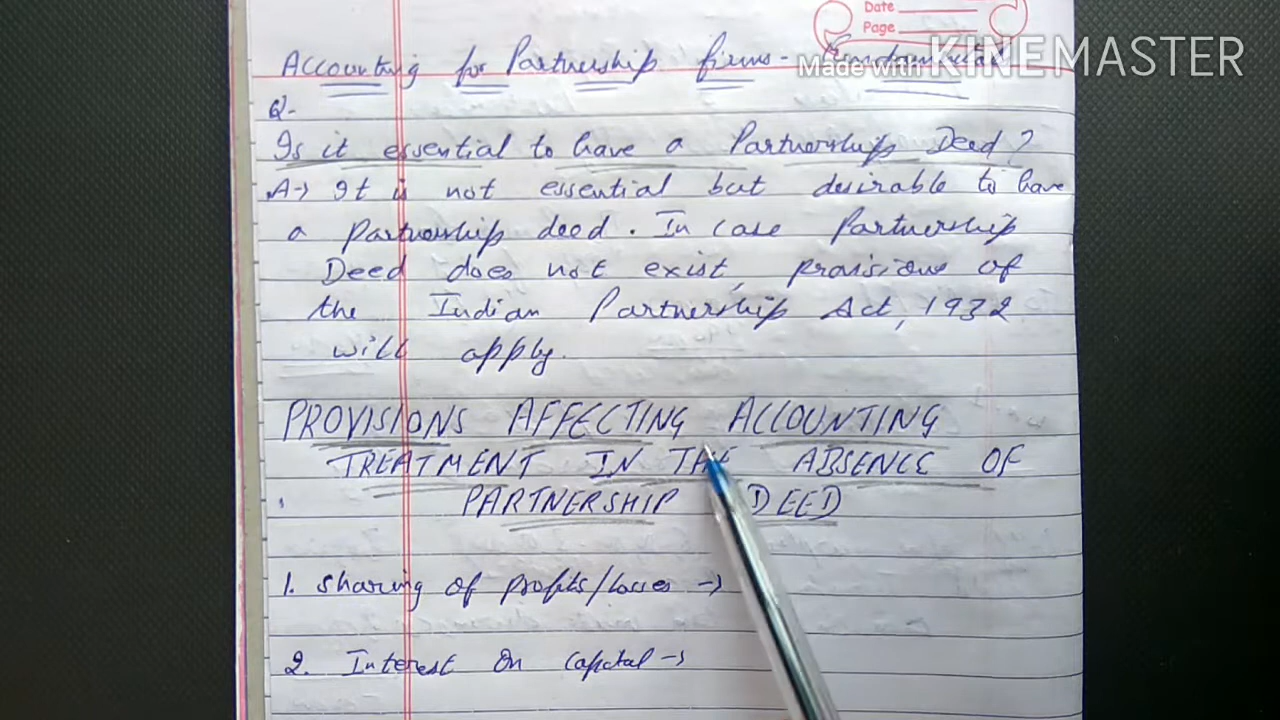 Date
Page
Made with KINEMASTER
Accounting for Partnership firms-
Q-
Is it essential to have a Partnership Deed?
A-> It is not essential but desirable to have
a Partnership deed. In case Partnership
Deed does not exist, provisions of
the Indian Partnership Act, 1932
will apply.
PROVISIONS AFFECTING ACCOUNTING
TREATMENT IN THE ABSENCE OF
PARTNERSHIP DEED
1. Sharing of profits/losses ->
2. Interest on Capital ->